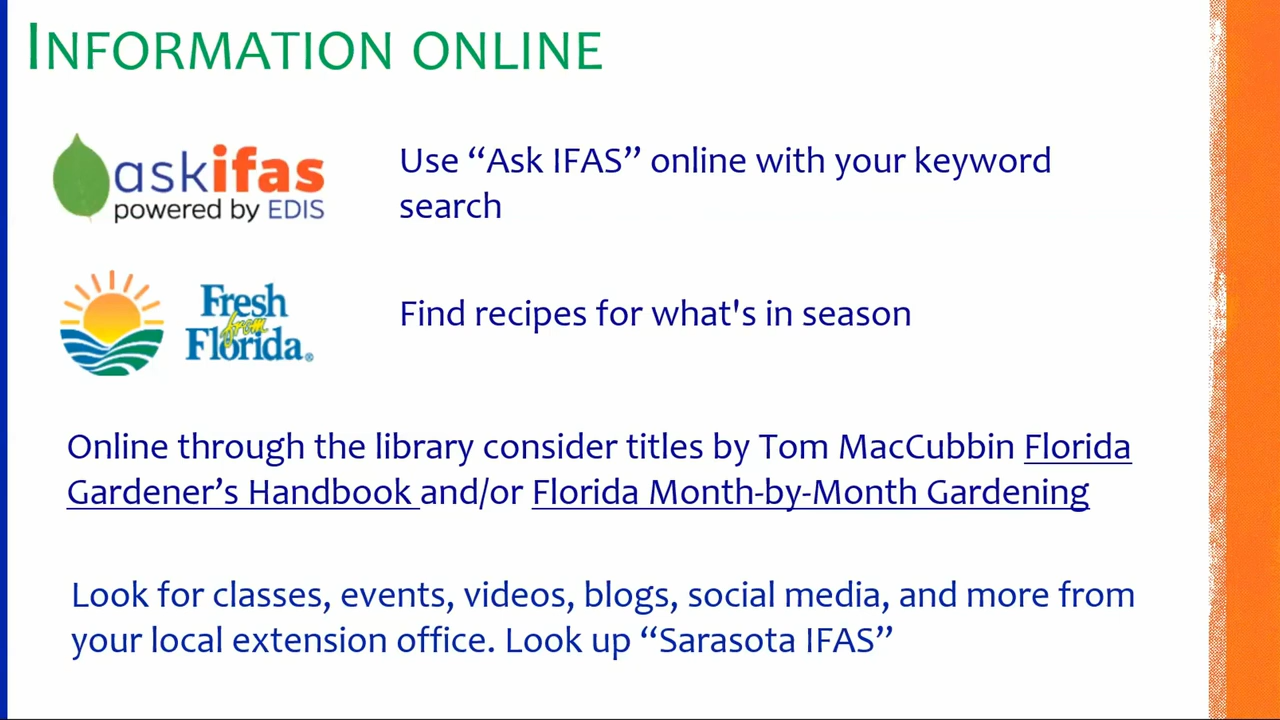 INFORMATION ONLINE
askifas
powered by EDIS
Use “Ask IFAS” online with your keyword
search
Fresh
from
Florida®
Find recipes for what's in season
Online through the library consider titles by Tom MacCubbin Florida
Gardener’s Handbook and/or Florida Month-by-Month Gardening
Look for classes, events, videos, blogs, social media, and more from
your local extension office. Look up “Sarasota IFAS”